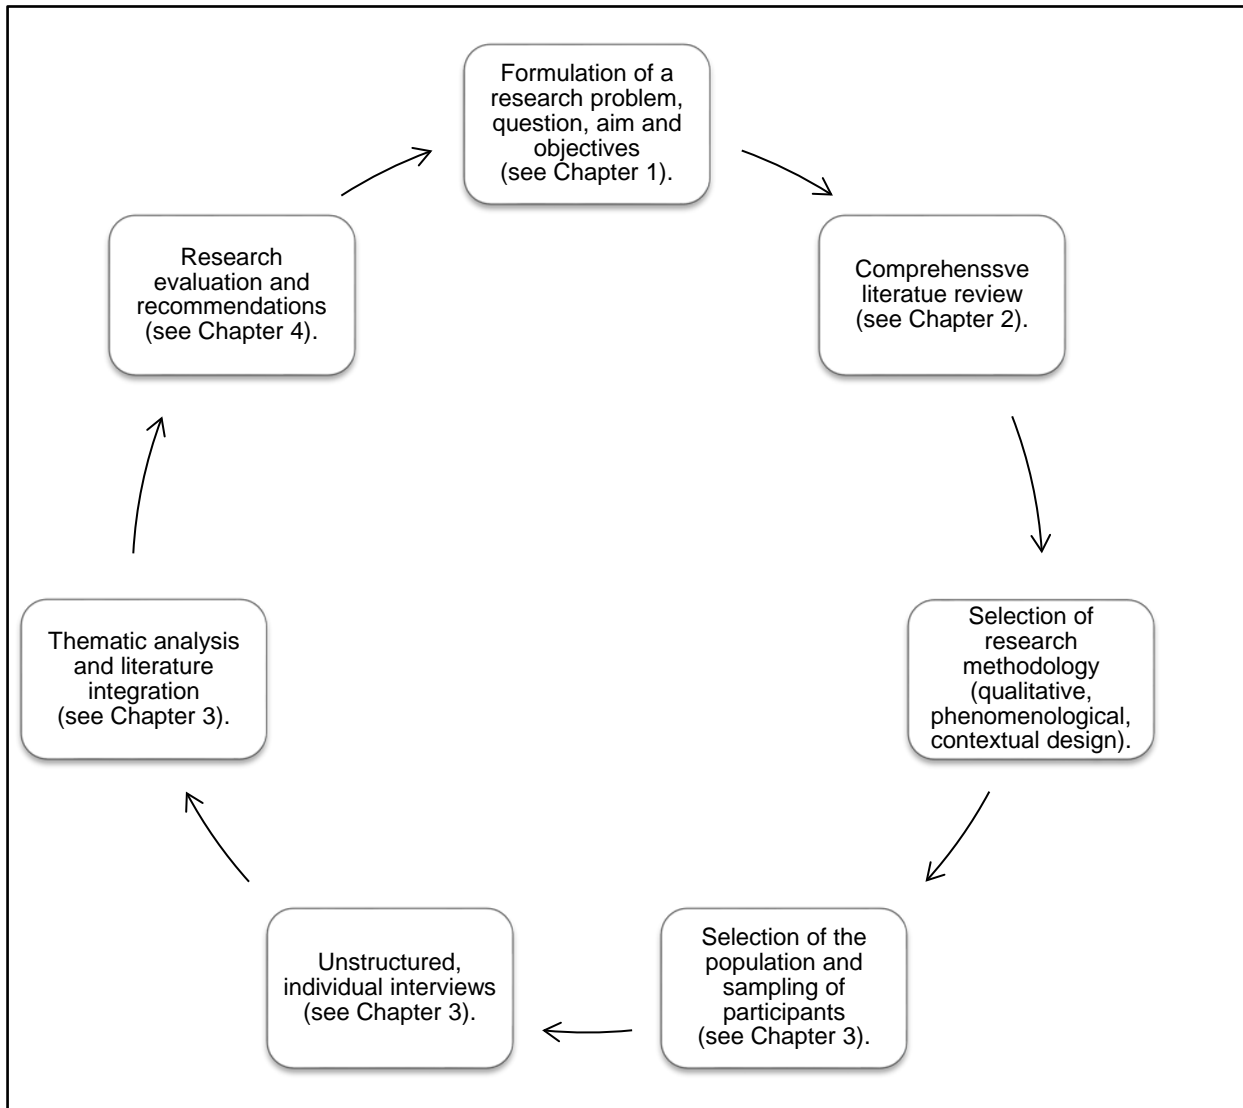 Formulation of a
research problem,
question, aim and
objectives
(see Chapter 1).
Comprehenssve
literatue review
(see Chapter 2).
Selection of
research
methodology
(qualitative,
phenomenological,
contextual design).
Selection of the
population and
sampling of
participants
(see Chapter 3).
Unstructured,
individual interviews
(see Chapter 3).
Thematic analysis
and literature
integration
(see Chapter 3).
Research
evaluation and
recommendations
(see Chapter 4).